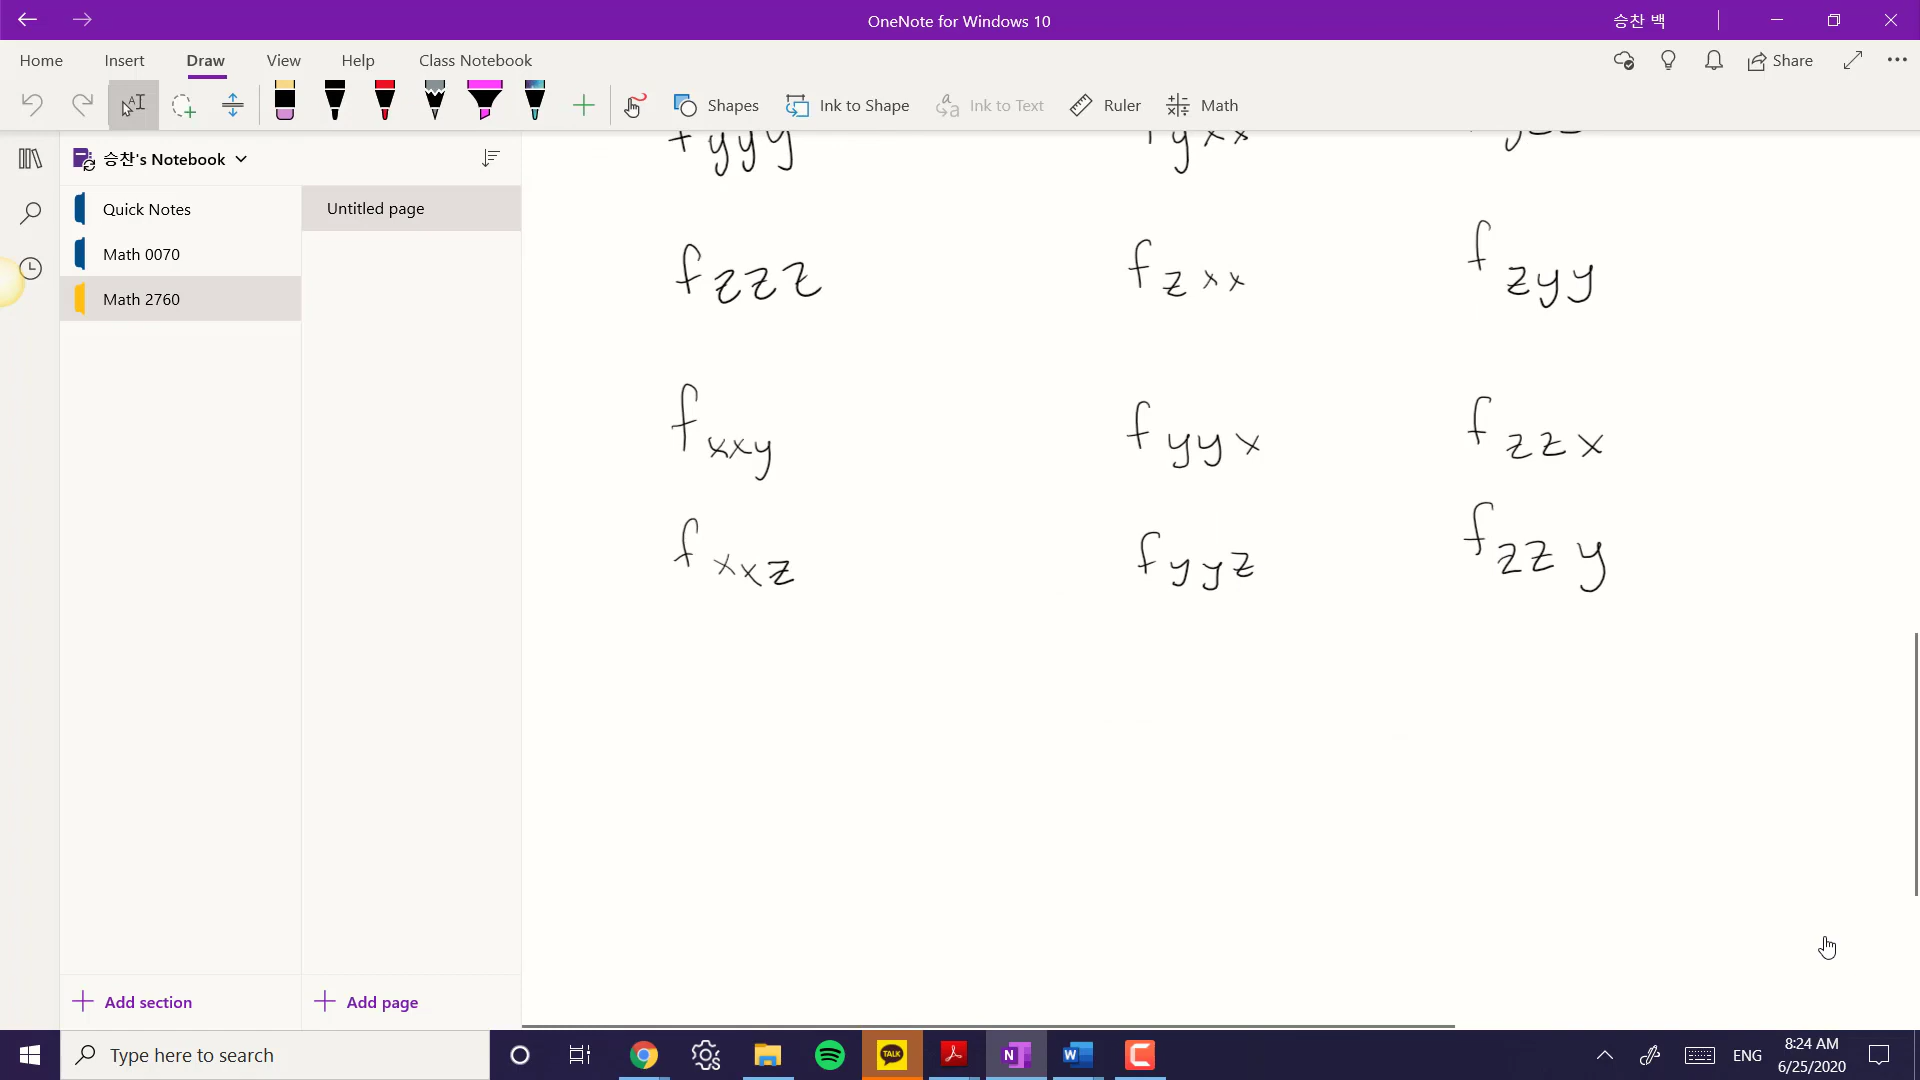 OneNote for Windows 10
승찬 백
Home Insert Draw View Help Class Notebook
Share
Shapes Ink to Shape Ink to Text Ruler Math
승찬's Notebook
Quick Notes
Math 0070
Math 2760
Untitled page
f yyy f yxx
f zzz f zxx f zyy
f xxy f yyx f zzx
f xxz f yyz f zzy
Add section
Add page
Type here to search
TALK
ENG
8:24 AM
6/25/2020